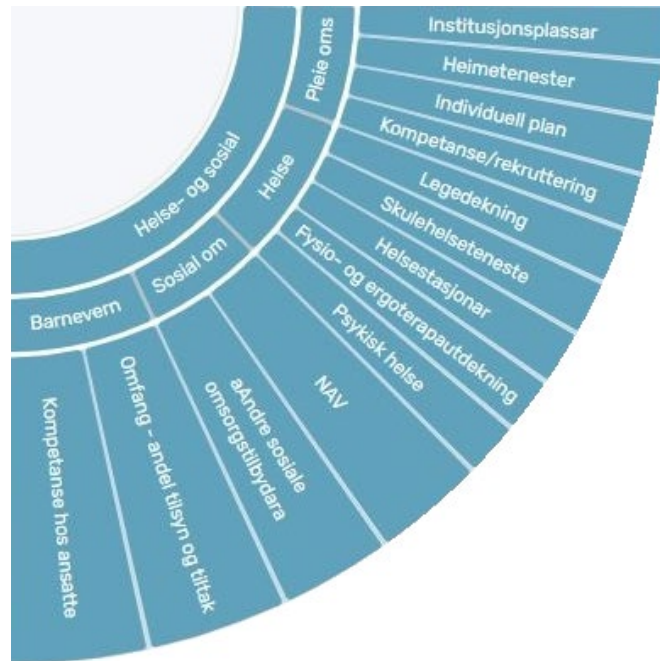 Helse- og sosial
Pleie oms
Helse
Sosial om
Barnevern
Institusjonsplassar
Heimetenester
Individuell plan
Kompetanse/rekruttering
Legedekning
Skulehelseteneste
Helsestasjonar
Fysio- og ergoterapautdekning
Psykisk helse
NAV
aAndre sosiale
omsorgstilbydara
Omfang - andel tilsyn og tiltak
Kompetanse hos ansatte